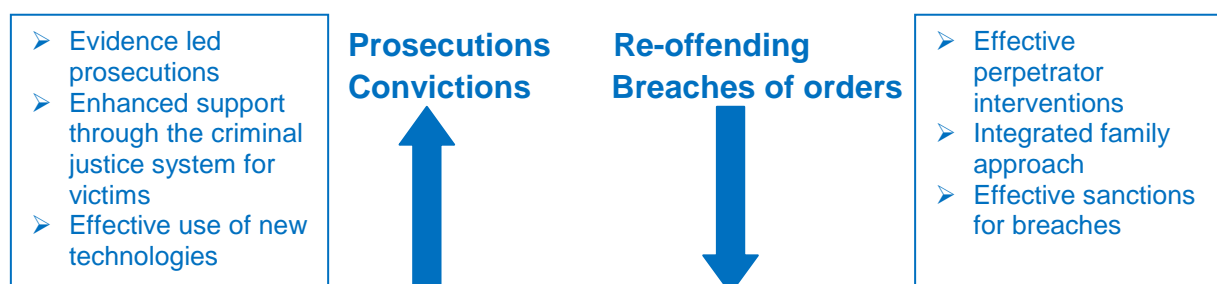 ➢ Evidence led
prosecutions
➢ Enhanced support
through the criminal
justice system for
victims
➢ Effective use of new
technologies
Prosecutions
Convictions
Re-offending
Breaches of orders
➢ Effective
perpetrator
interventions
➢ Integrated family
approach
➢ Effective sanctions
for breaches